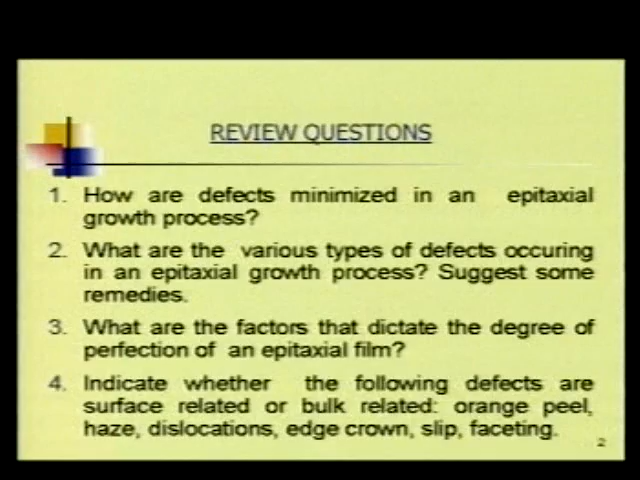 REVIEW QUESTIONS
1. How are defects minimized in an epitaxial
growth process?
2. What are the various types of defects occuring
in an epitaxial growth process? Suggest some
remedies.
3. What are the factors that dictate the degree of
perfection of an epitaxial film?
4. Indicate whether the following defects are
surface related or bulk related: orange peel,
haze, dislocations, edge crown, slip, faceting.
2